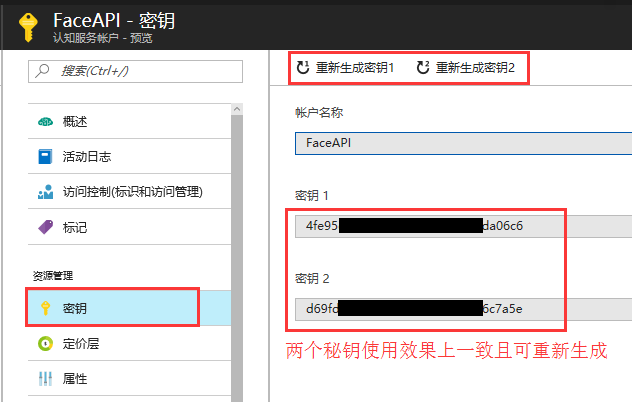 FaceAPI - 密钥
认知服务帐户 - 预览
搜索(Ctrl+/)
概述
活动日志
访问控制(标识和访问管理)
标记
资源管理
密钥
定价层
属性
重新生成密钥1 重新生成密钥2
帐户名称
FaceAPI
密钥 1
4fe95 da06c6
密钥 2
d69fc 6c7a5e
两个秘钥使用效果上一致且可重新生成